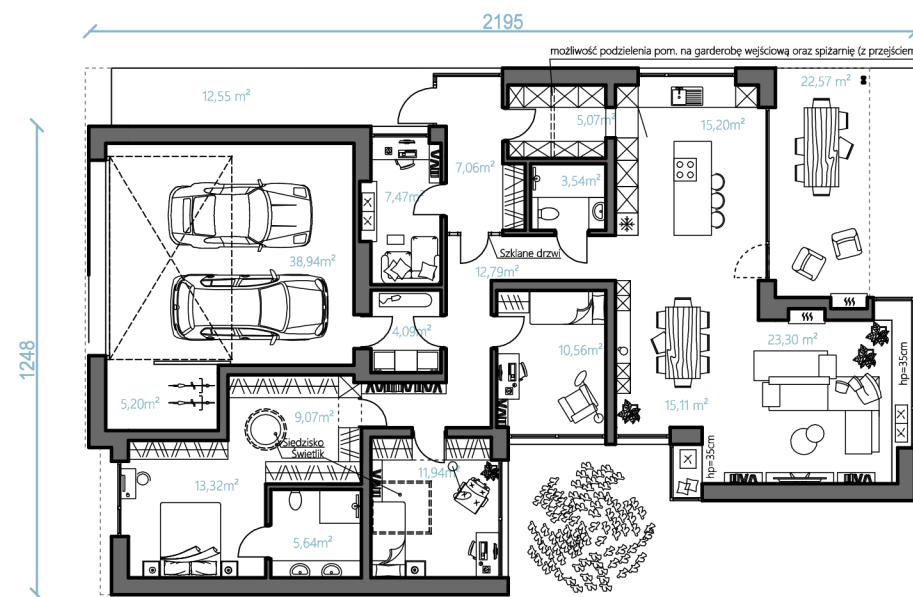 2195
możliwość podzielenia pom. na garderobę wejściową oraz spiżarnię (z przejściem
12,55 m²
22,57 m²
5,07m²
15,20m²
7,06m²
3,54m²
7,47m²
Szklane drzwi
38,94m²
12,79m²
1248
4,09m²
10,56m²
23,30 m²
hp=35cm
5,20m²
9,07m²
15,11 m²
Siedzisko
Świetlik
hp=35cm
13,32m²
11,94m²
5,64m²